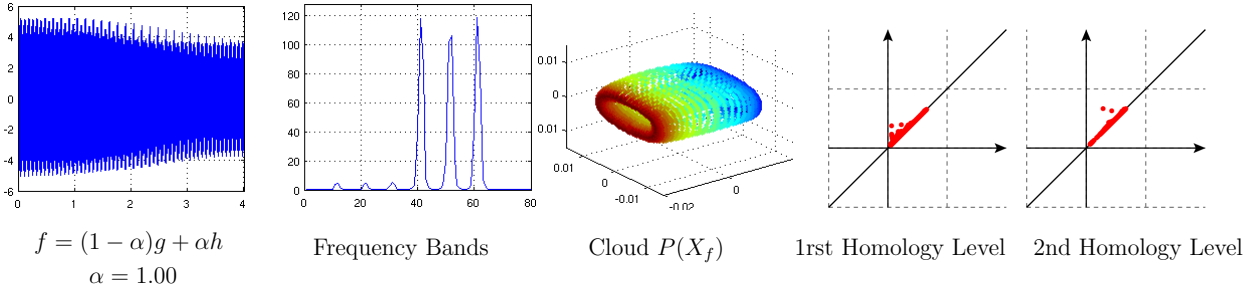 6
4
2
0
-2
-4
-6
0 1 2 3 4
120
100
80
60
40
20
0
0 20 40 60 80
0.01
0
0.01
0.01
0
-0.01
-0.02
0
f = (1 − α)g + αh
α = 1.00
Frequency Bands
Cloud P(X_f)
1rst Homology Level
2nd Homology Level